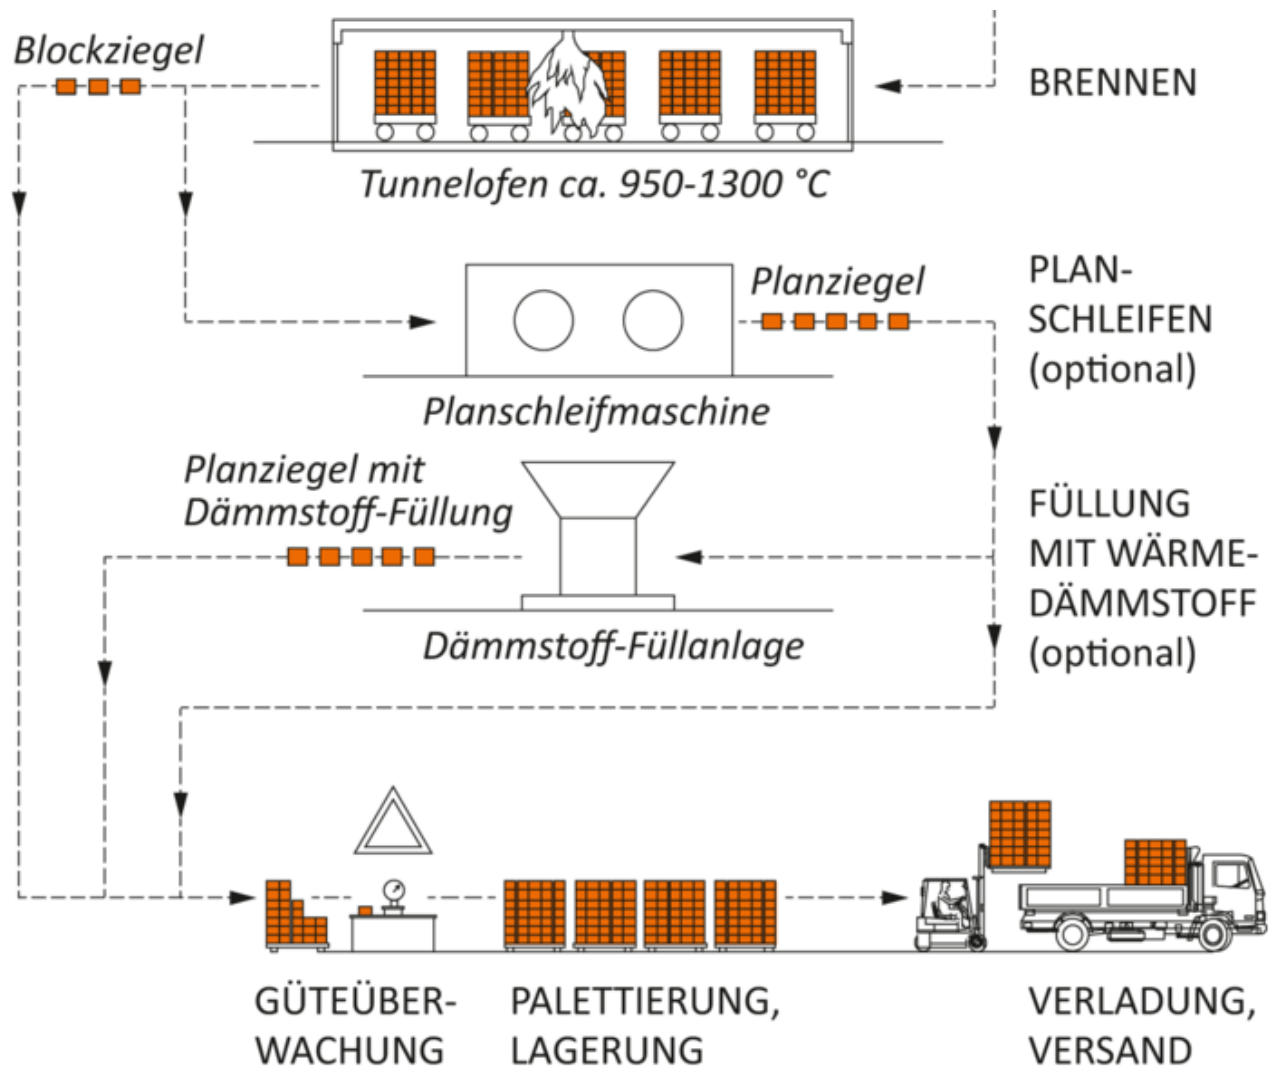 Blockziegel
BRENNEN
Tunnelofen ca. 950-1300 °C
Planziegel
PLAN-
SCHLEIFEN
(optional)
Planschleifmaschine
Planziegel mit
Dämmstoff-Füllung
FÜLLUNG
MIT WÄRME-
DÄMMSTOFF
(optional)
Dämmstoff-Füllanlage
GÜTEÜBER-
WACHUNG
PALETTIERUNG,
LAGERUNG
VERLADUNG,
VERSAND